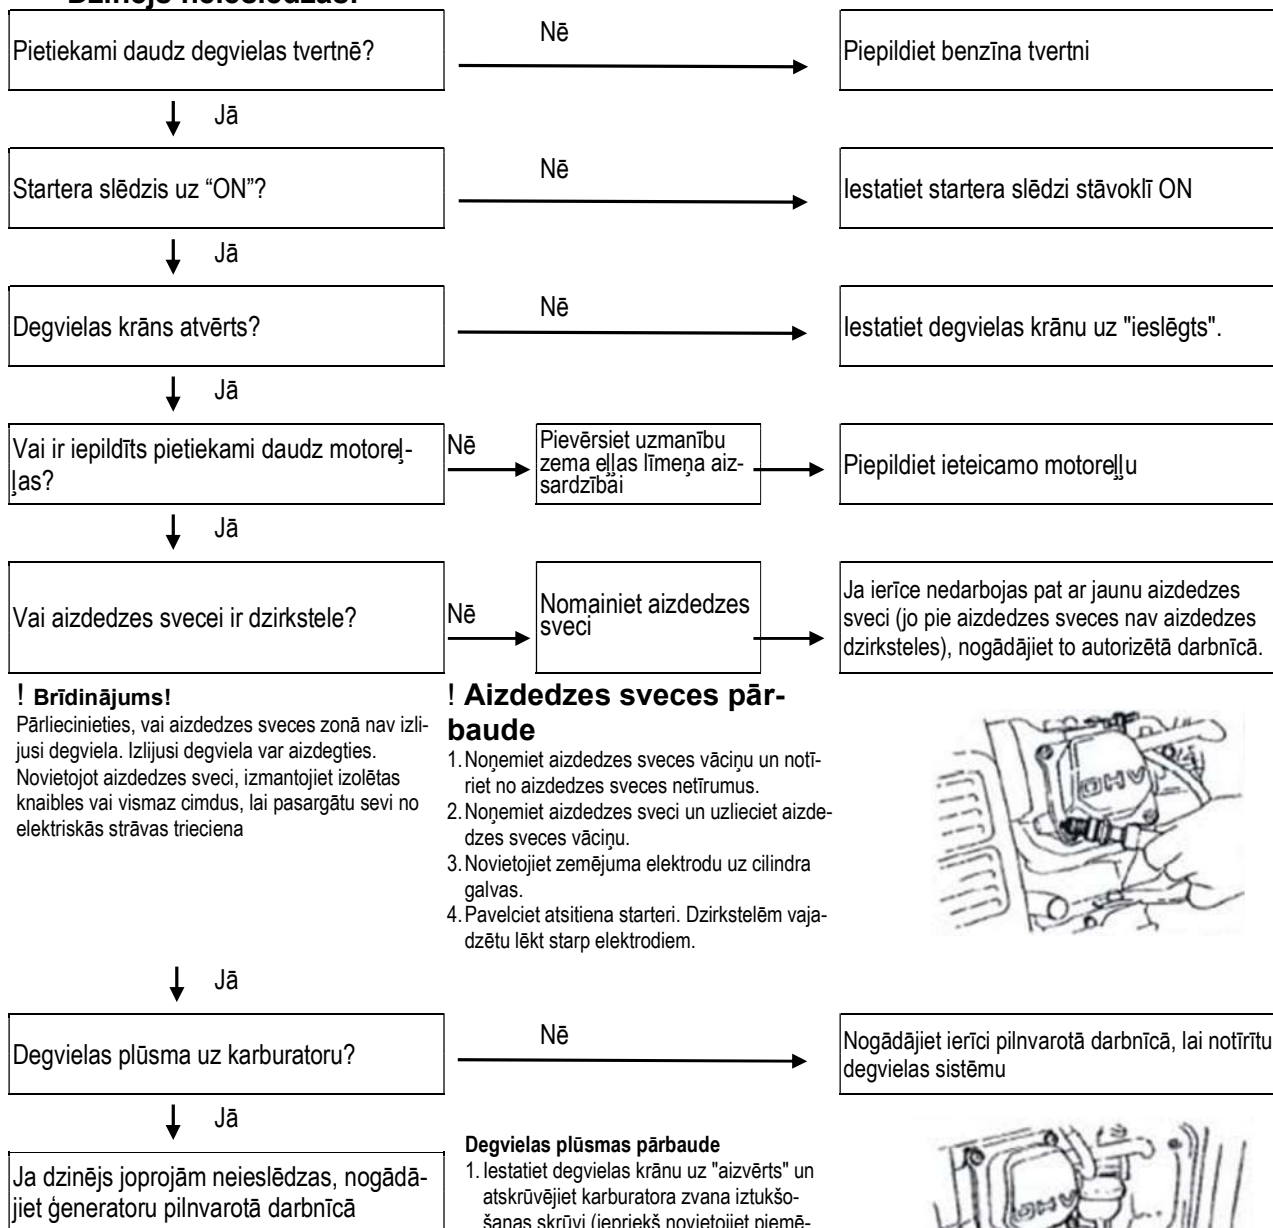 Dzinējs neieslēdzas:
Pietiekami daudz degvielas tvertnē?
Nē
Piepildiet benzīna tvertni
Jā
Startera slēdzis uz “ON”?
Nē
Iestatiet startera slēdzi stāvoklī ON
Jā
Degvielas krāns atvērts?
Nē
Iestatiet degvielas krānu uz "ieslēgts".
Jā
Vai ir iepildīts pietiekami daudz motoreļ-
ļas?
Nē
Pievērsiet uzmanību
zema eļļas līmeņa aiz-
sardzībai
Piepildiet ieteicamo motoreļļu
Jā
Vai aizdedzes svecei ir dzirkstele?
Nē
Nomainiet aizdedzes
sveci
Ja ierīce nedarbojas pat ar jaunu aizdedzes
sveci (jo pie aizdedzes sveces nav aizdedzes
dzirksteles), nogādājiet to autorizētā darbnīcā.
! Brīdinājums!
Pārliecinieties, vai aizdedzes sveces zonā nav izli-
jusi degviela. Izlijusi degviela var aizdegties.
Novietojot aizdedzes sveci, izmantojiet izolētas
knaibles vai vismaz cimdus, lai pasargātu sevi no
elektriskās strāvas trieciena
! Aizdedzes sveces pār-
baude
1. Noņemiet aizdedzes sveces vāciņu un notī-
riet no aizdedzes sveces netīrumus.
2. Noņemiet aizdedzes sveci un uzlieciet aizde-
dzes sveces vāciņu.
3. Novietojiet zemējuma elektrodu uz cilindra
galvas.
4. Pavelciet atsitiena starteri. Dzirkstelēm vaja-
dzētu lēkt starp elektrodiem.
OHV
Jā
Degvielas plūsma uz karburatoru?
Nē
Nogādājiet ierīci pilnvarotā darbnīcā, lai notīrītu
degvielas sistēmu
Jā
Ja dzinējs joprojām neieslēdzas, nogādā-
jiet ģeneratoru pilnvarotā darbnīcā
Degvielas plūsmas pārbaude
1. Iestatiet degvielas krānu uz "aizvērts" un
atskrūvējiet karburatora zvana iztukšo-
šanas skrūvi (iepriekš novietojiet piemē-
OHV